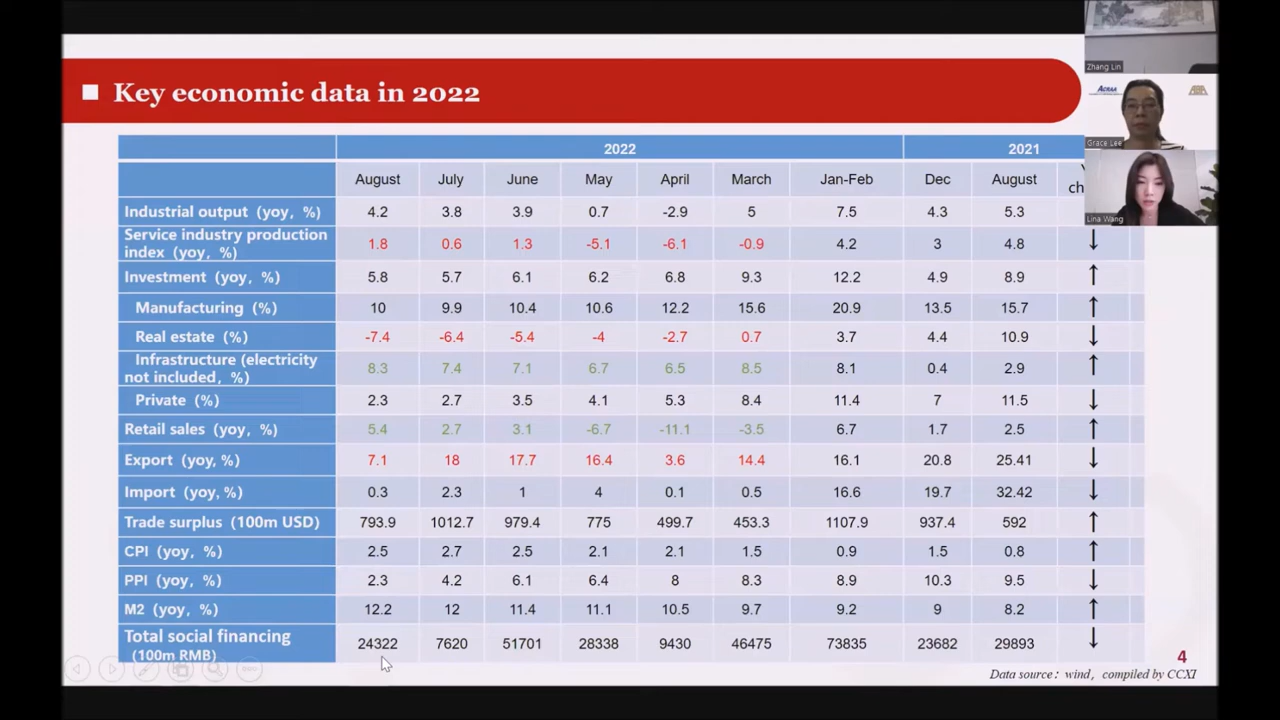 Key economic data in 2022
2022 2021
August July June May April March Jan-Feb Dec August
ch
Industrial output (yoy, %) 4.2 3.8 3.9 0.7 -2.9 5 7.5 4.3 5.3
Service industry production
index (yoy, %) 1.8 0.6 1.3 -5.1 -6.1 -0.9 4.2 3 4.8 ↓
Investment (yoy, %) 5.8 5.7 6.1 6.2 6.8 9.3 12.2 4.9 8.9 ↑
Manufacturing (%) 10 9.9 10.4 10.6 12.2 15.6 20.9 13.5 15.7 ↑
Real estate (%) -7.4 -6.4 -5.4 -4 -2.7 0.7 3.7 4.4 10.9 ↓
Infrastructure (electricity
not included, %) 8.3 7.4 7.1 6.7 6.5 8.5 8.1 0.4 2.9 ↑
Private (%) 2.3 2.7 3.5 4.1 5.3 8.4 11.4 7 11.5 ↓
Retail sales (yoy, %) 5.4 2.7 3.1 -6.7 -11.1 -3.5 6.7 1.7 2.5 ↑
Export (yoy, %) 7.1 18 17.7 16.4 3.6 14.4 16.1 20.8 25.41 ↓
Import (yoy, %) 0.3 2.3 1 4 0.1 0.5 16.6 19.7 32.42 ↓
Trade surplus (100m USD) 793.9 1012.7 979.4 775 499.7 453.3 1107.9 937.4 592 ↑
CPI (yoy, %) 2.5 2.7 2.5 2.1 2.1 1.5 0.9 1.5 0.8 ↑
PPI (yoy, %) 2.3 4.2 6.1 6.4 8 8.3 8.9 10.3 9.5 ↓
M2 (yoy, %) 12.2 12 11.4 11.1 10.5 9.7 9.2 9 8.2 ↑
Total social financing
(100m RMB) 24322 7620 51701 28338 9430 46475 73835 23682 29893 ↓
4
Data source: wind, compiled by CCXI
Zhang Lin
ACRAA
Grace Lee
Lina Wang